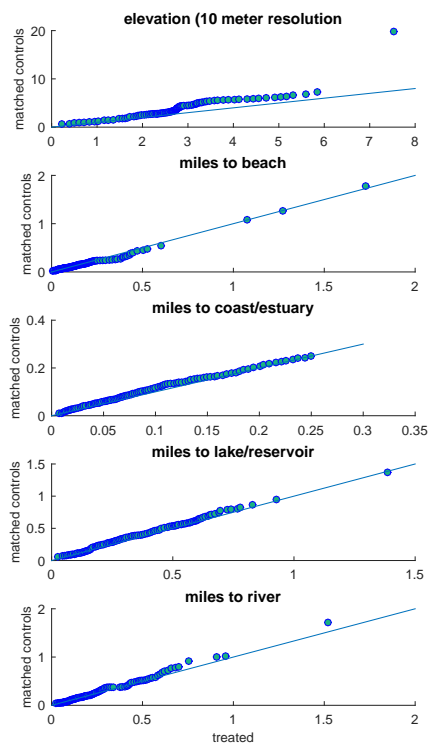 elevation (10 meter resolution
matched controls
20
10
0
0 1 2 3 4 5 6 7 8
miles to beach
matched controls
2
1
0
0 0.5 1 1.5 2
miles to coast/estuary
matched controls
0.4
0.2
0
0 0.05 0.1 0.15 0.2 0.25 0.3 0.35
miles to lake/reservoir
matched controls
1.5
1
0.5
0
0 0.5 1 1.5
miles to river
matched controls
2
1
0
0 0.5 1 1.5 2
treated